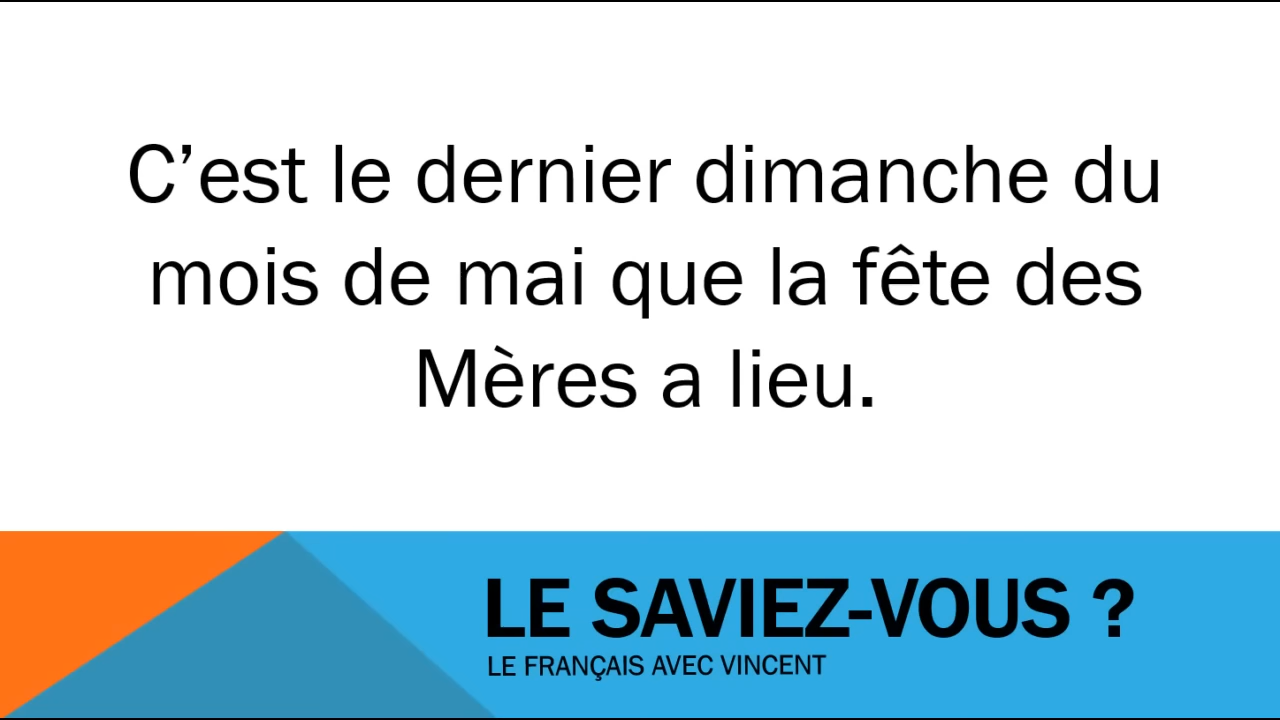 C’est le dernier dimanche du
mois de mai que la fête des
Mères a lieu.
LE SAVIEZ-VOUS ?
LE FRANÇAIS AVEC VINCENT